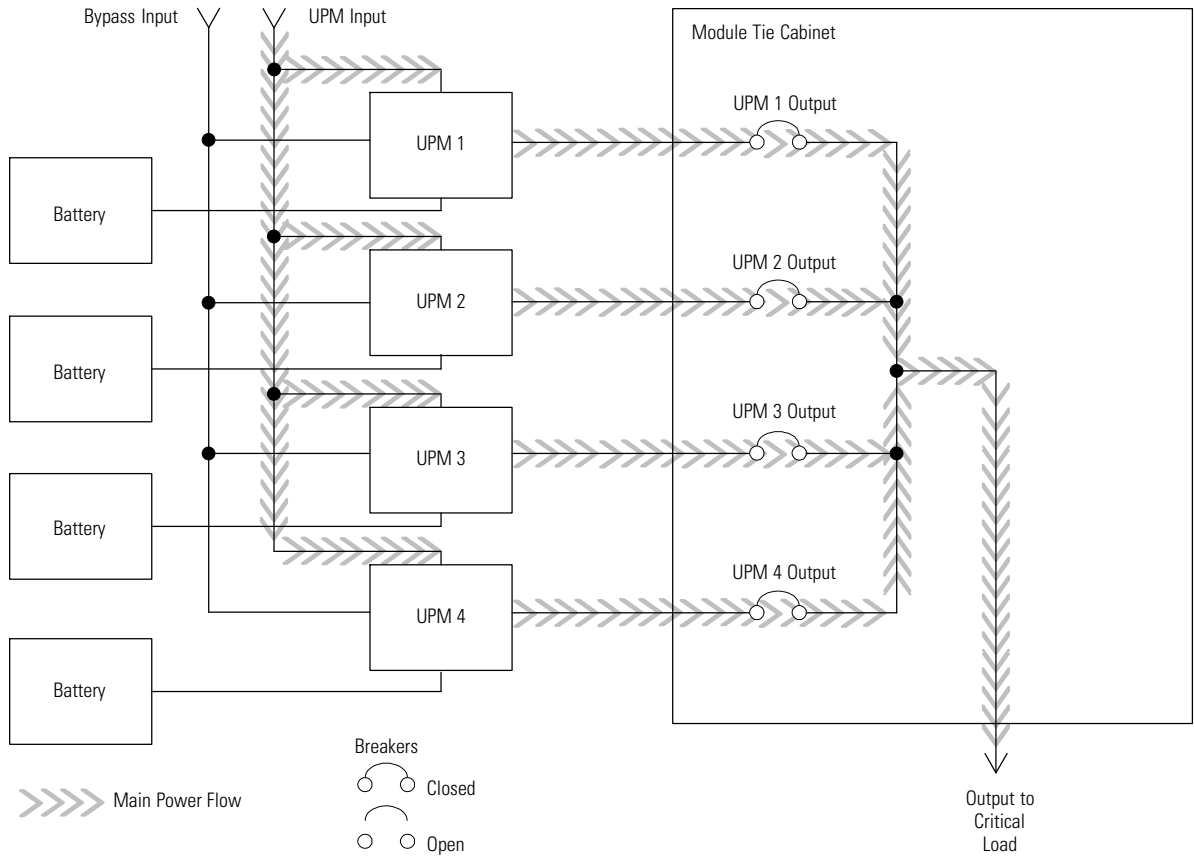 Bypass Input
UPM Input
Module Tie Cabinet
UPM 1 Output
UPM 1
Battery
UPM 2 Output
UPM 2
Battery
UPM 3 Output
UPM 3
Battery
UPM 4 Output
UPM 4
Battery
Breakers
Closed
Open
Main Power Flow
Output to
Critical
Load